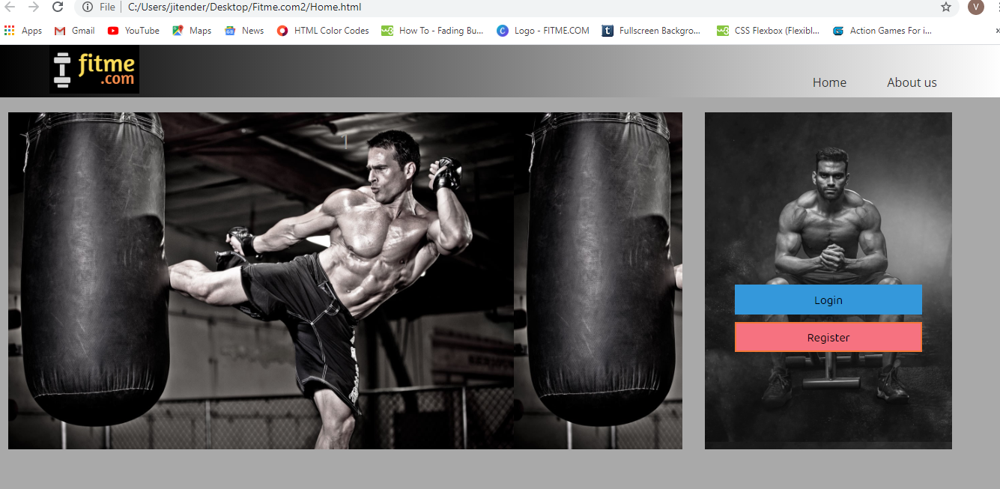 File C:/Users/jitender/Desktop/Fitme.com2/Home.html
V
Apps Gmail YouTube Maps News HTML Color Codes How To - Fading Bu... Logo - FITME.COM Fullscreen Backgro... CSS Flexbox (Flexibl... Action Games For i...
fitme
.com
Home About us
1
Login
Register